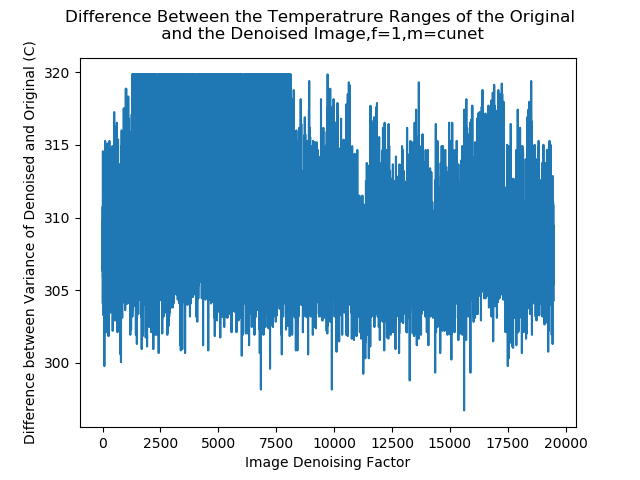 Difference Between the Temperatrure Ranges of the Original
and the Denoised Image,f=1,m=cunet
Difference between Variance of Denoised and Original (C)
320
315
310
305
300
0 2500 5000 7500 10000 12500 15000 17500 20000
Image Denoising Factor